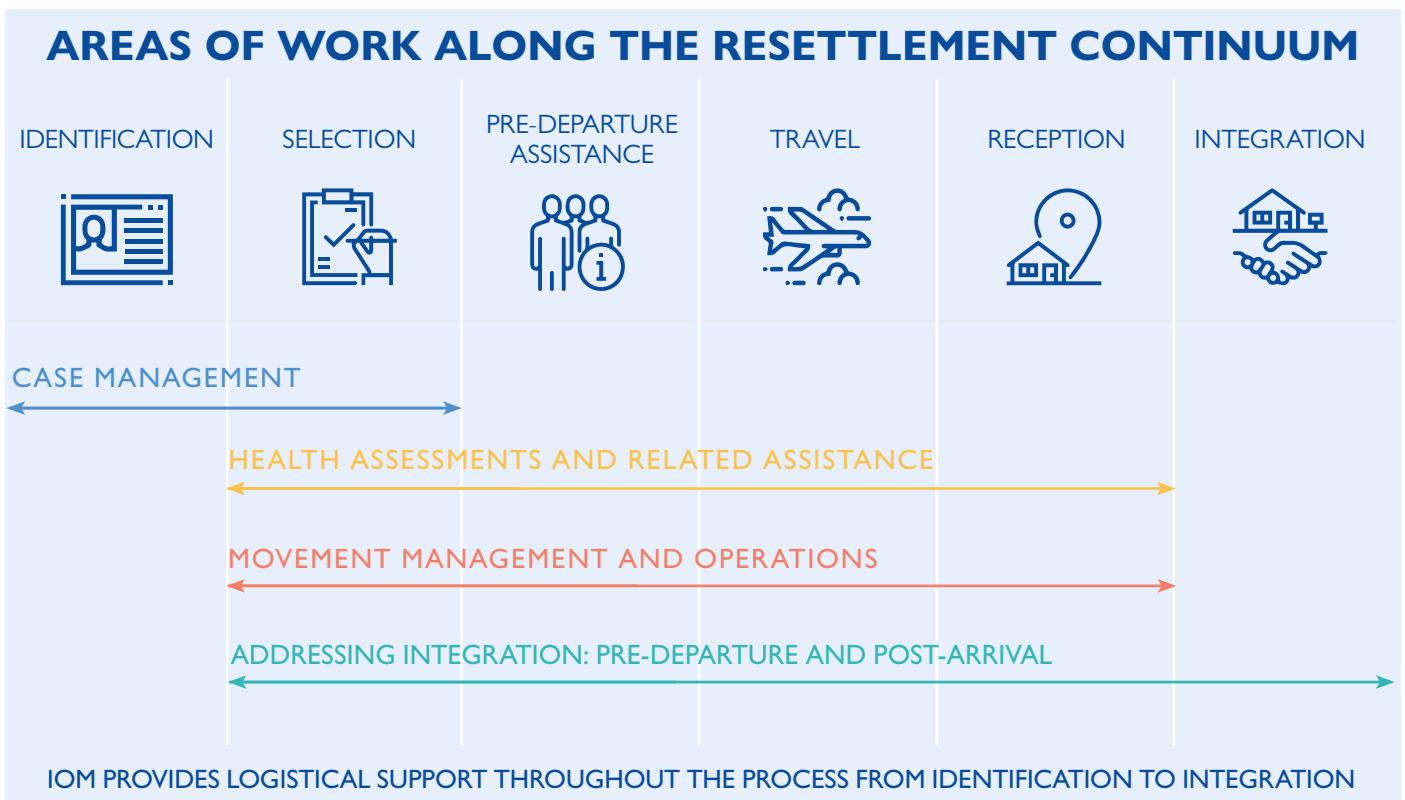 AREAS OF WORK ALONG THE RESETTLEMENT CONTINUUM
IDENTIFICATION
SELECTION
PRE-DEPARTURE
ASSISTANCE
TRAVEL
RECEPTION
INTEGRATION
i
CASE MANAGEMENT
HEALTH ASSESSMENTS AND RELATED ASSISTANCE
MOVEMENT MANAGEMENT AND OPERATIONS
ADDRESSING INTEGRATION: PRE-DEPARTURE AND POST-ARRIVAL
IOM PROVIDES LOGISTICAL SUPPORT THROUGHOUT THE PROCESS FROM IDENTIFICATION TO INTEGRATION